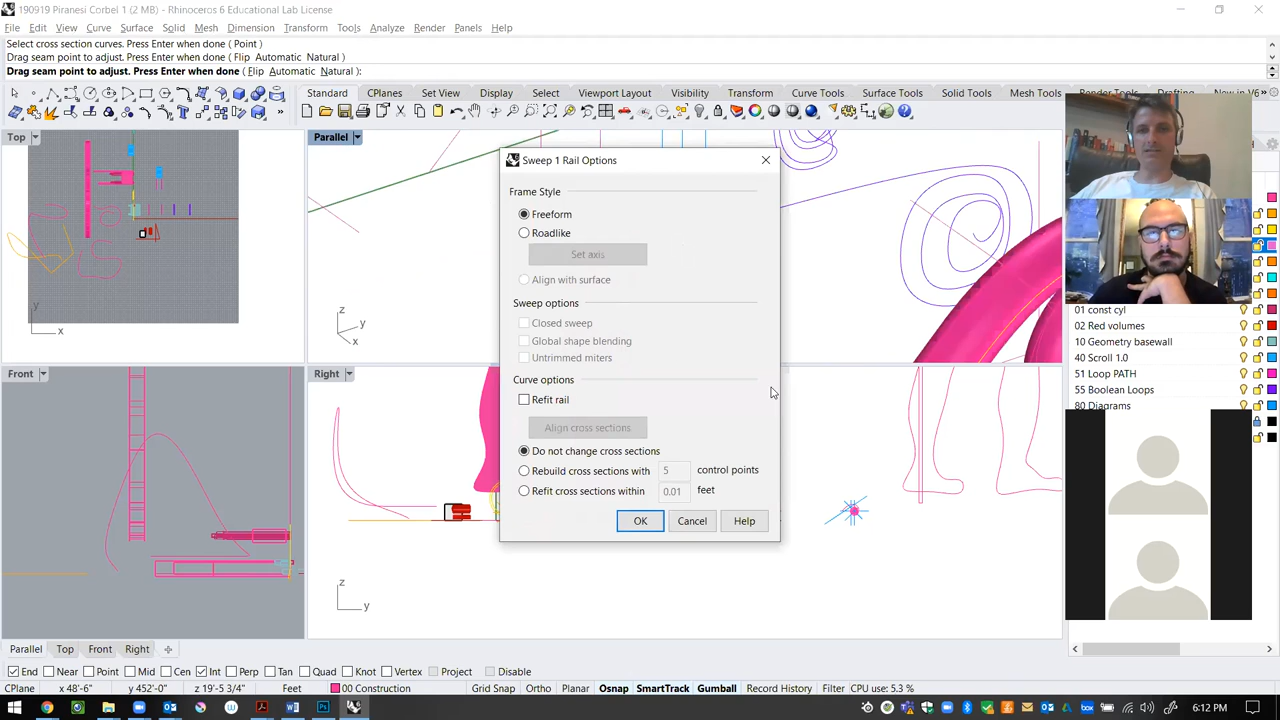 190919 Piranesi Corbel 1 (2 MB) - Rhinoceros 6 Educational Lab License
File Edit View Curve Surface Solid Mesh Dimension Transform Tools Analyze Render Panels Help
Select cross section curves. Press Enter when done ( Point )
Drag seam point to adjust. Press Enter when done ( Flip Automatic Natural )
Drag seam point to adjust. Press Enter when done ( Flip Automatic Natural ):
Standard CPlanes Set View Display Select Viewport Layout Visibility Transform Curve Tools Surface Tools Solid Tools Mesh Tools Render Tools Drafting New in V6
Top
Parallel
Sweep 1 Rail Options
Frame Style
Freeform
Roadlike
Set axis
Align with surface
Sweep options
Closed sweep
Global shape blending
Untrimmed miters
Curve options
Refit rail
Align cross sections
Do not change cross sections
Rebuild cross sections with 5 control points
Refit cross sections within 0.01 feet
OK Cancel Help
y
x
z
y
x
Front
Right
z
y
01 const cyl
02 Red volumes
10 Geometry basewall
40 Scroll 1.0
51 Loop PATH
55 Boolean Loops
80 Diagrams
Parallel Top Front Right
End Near Point Mid Cen Int Perp Tan Quad Knot Vertex Project Disable
CPlane x 48'-6" y 452'-0" z 19'-5 3/4" Feet 00 Construction Grid Snap Ortho Planar Osnap SmartTrack Gumball Record History Filter CPU use: 5.3 %
6:12 PM